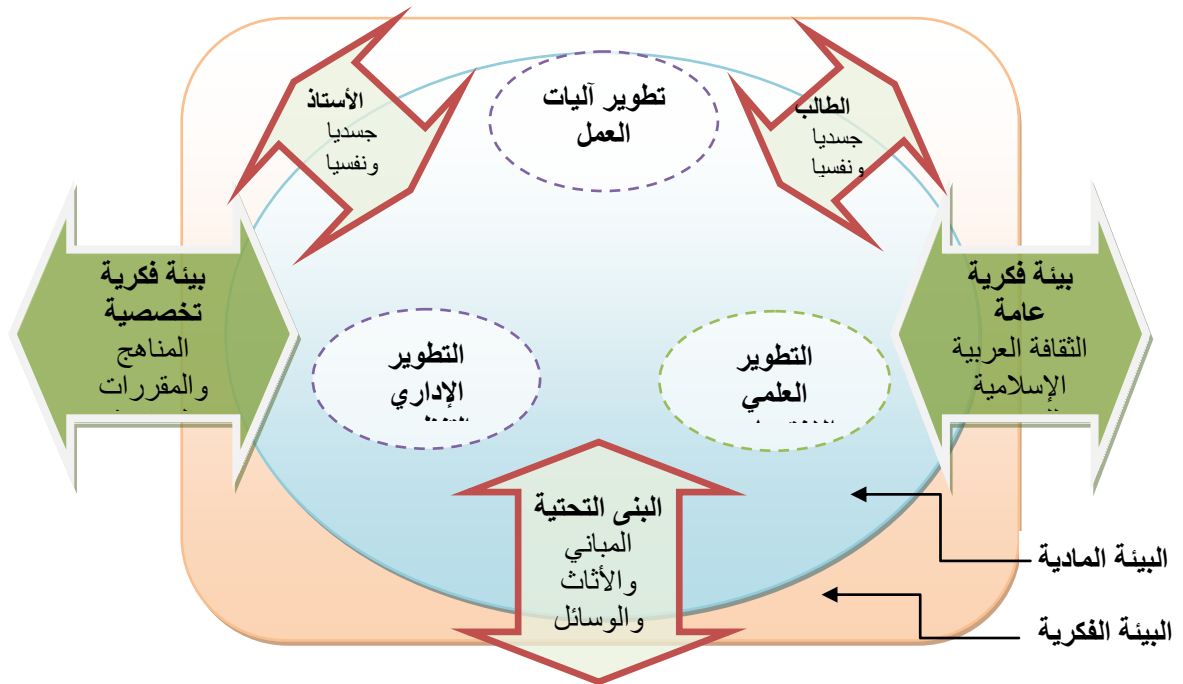 تطوير آليات
العمل
الطالب
جسديا
ونفسيا
الأستاذ
جسديا
ونفسيا
بيئة فكرية
عامة
الثقافة العربية
الإسلامية
بيئة فكرية
تخصصية
المناهج
والمقررات
التطوير
العلمي
التطوير
الإداري
البنى التحتية
المباني
والأثاث
والوسائل
البيئة المادية
البيئة الفكرية